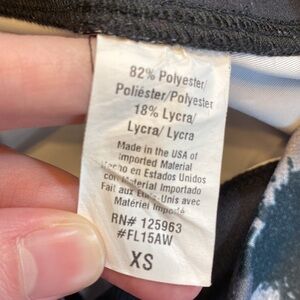 82% Polyester/
Poliéster/Polyester
18% Lycra/
Lycra/ Lycra
Made in the USA of
Imported Material
Hecho en Estados Unidos
con Material Importado
Fait aux États-Unis avec
Matériel Importé
RN# 125963
#FL15AW
XS